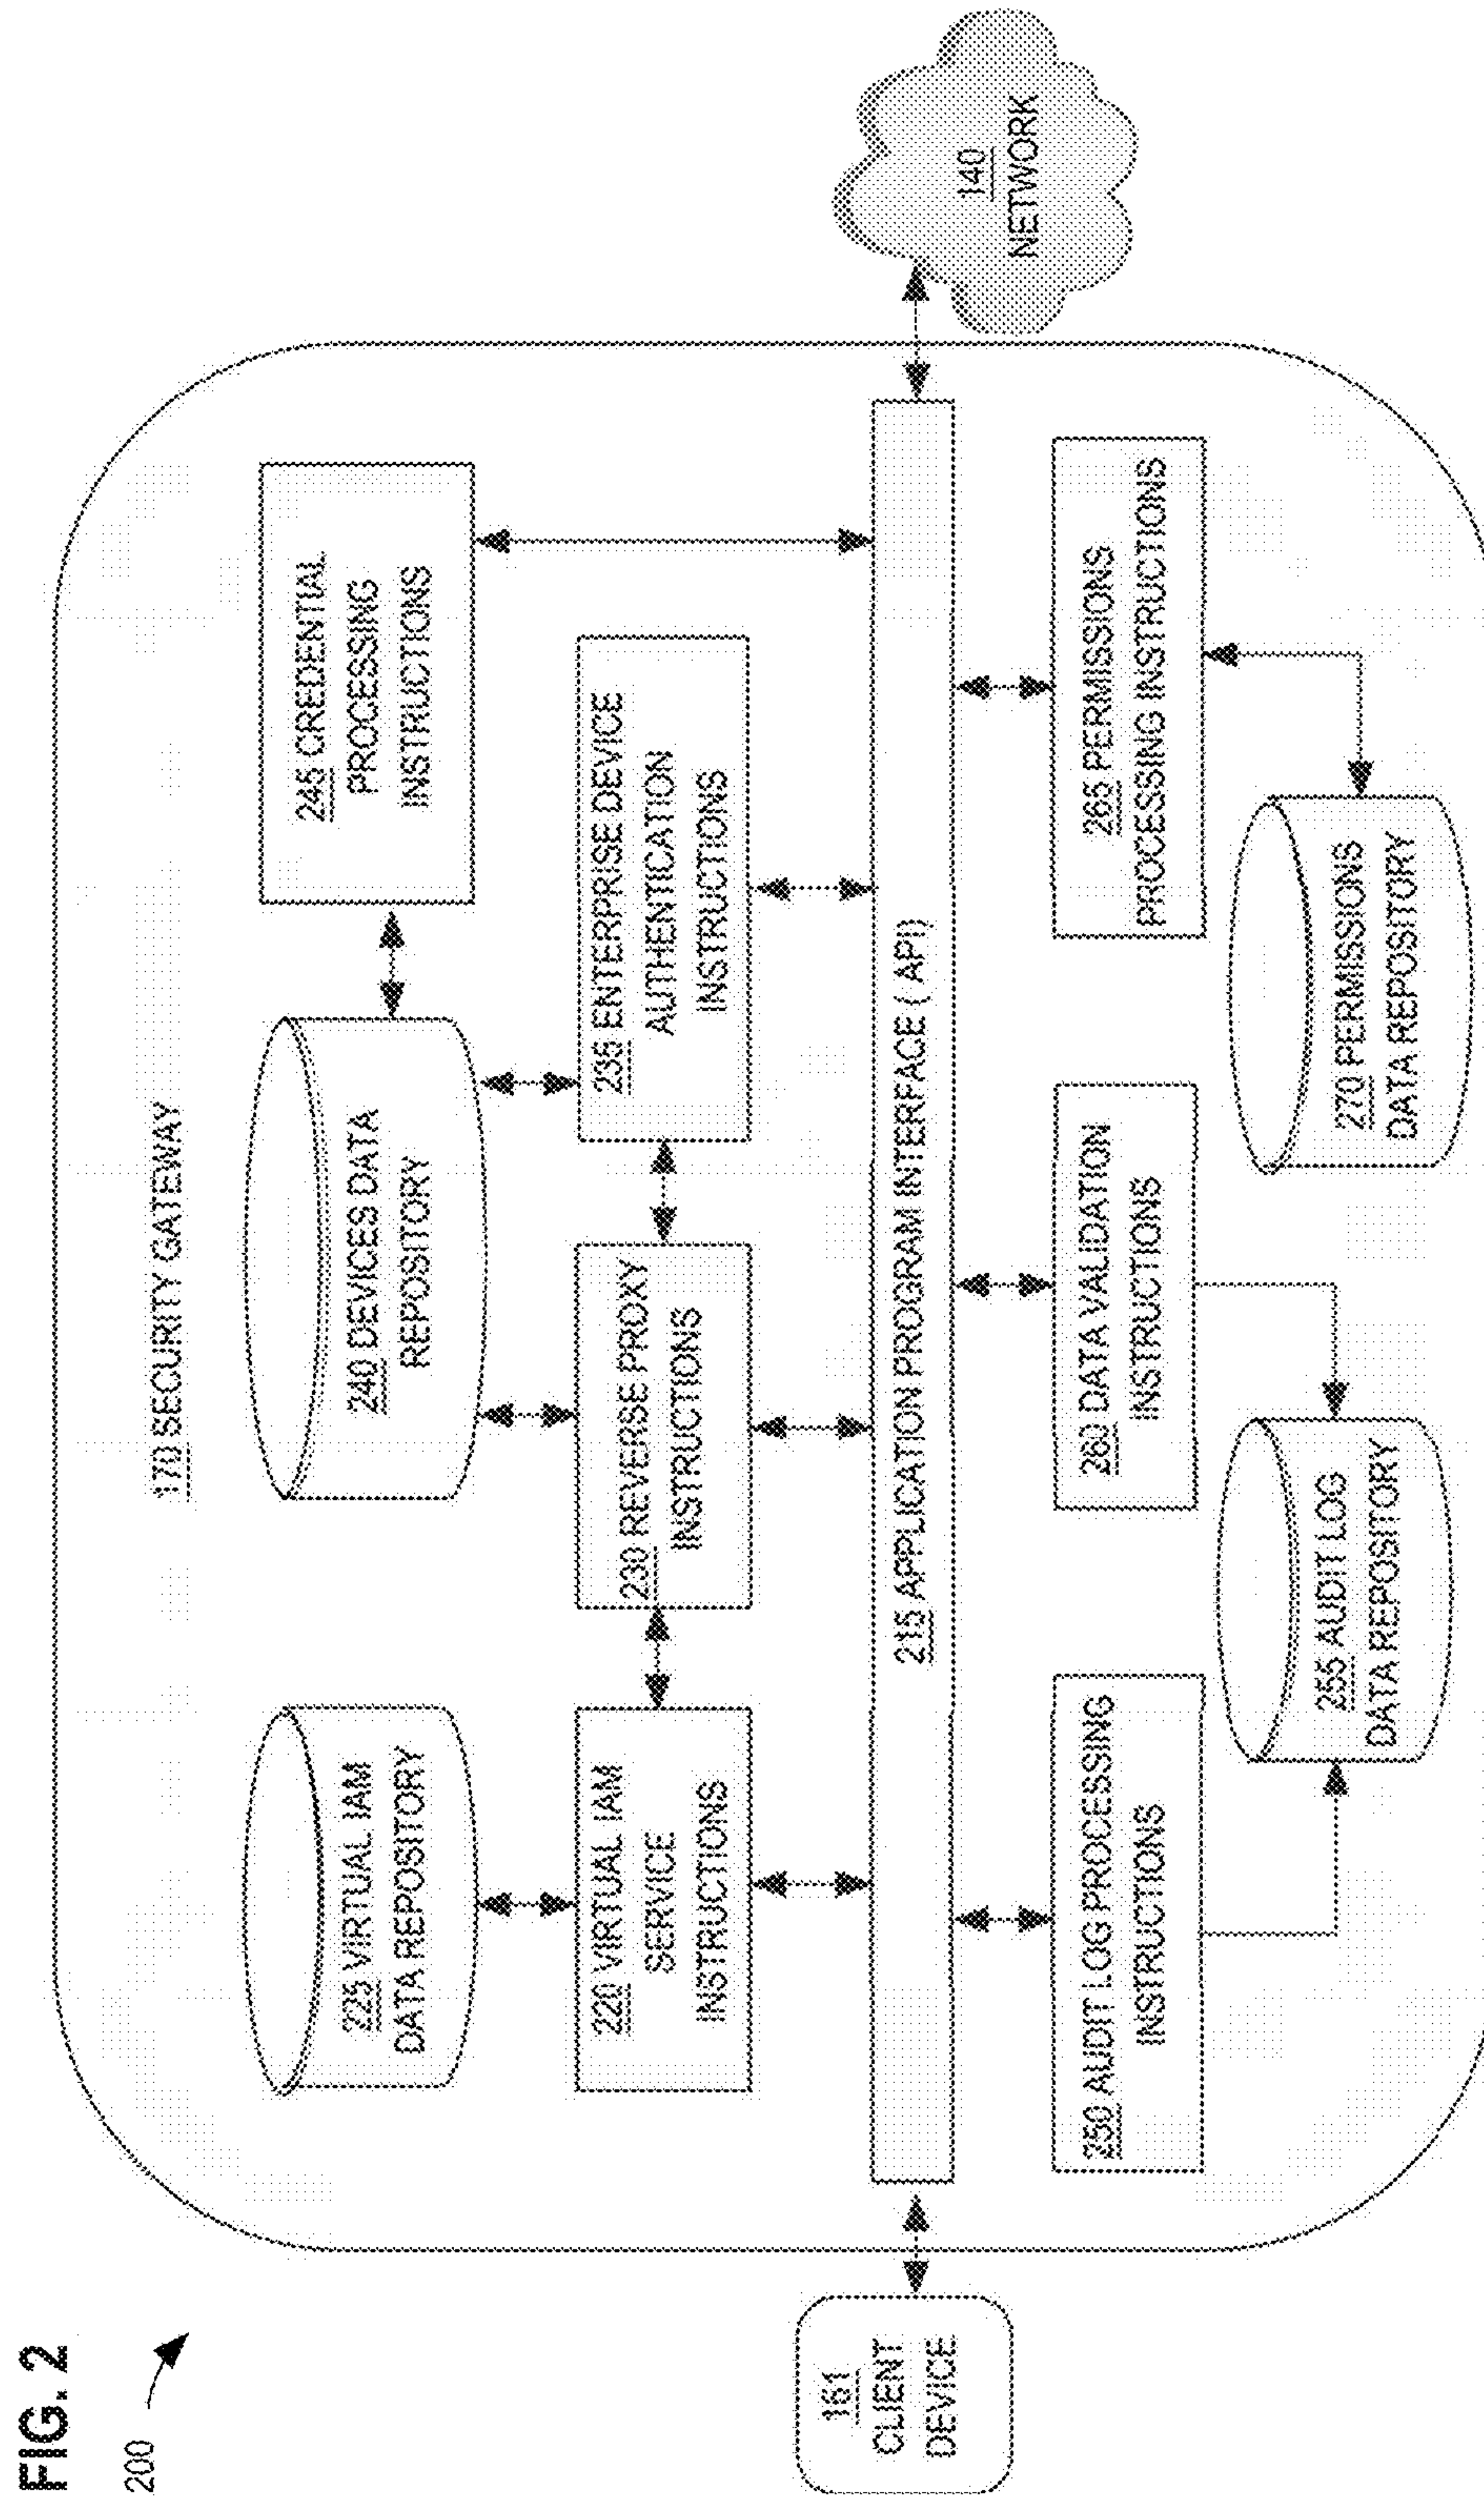 FIG. 2
200
170 SECURITY GATEWAY
225 VIRTUAL IAM
DATA REPOSITORY
240 DEVICES DATA
REPOSITORY
245 CREDENTIAL
PROCESSING
INSTRUCTIONS
220 VIRTUAL IAM
SERVICE
INSTRUCTIONS
230 REVERSE PROXY
INSTRUCTIONS
235 ENTERPRISE DEVICE
AUTHENTICATION
INSTRUCTIONS
161
CLIENT
DEVICE
215 APPLICATION PROGRAM INTERFACE ( API)
140
NETWORK
250 AUDIT LOG PROCESSING
INSTRUCTIONS
260 DATA VALIDATION
INSTRUCTIONS
265 PERMISSIONS
PROCESSING INSTRUCTIONS
255 AUDIT LOG
DATA REPOSITORY
270 PERMISSIONS
DATA REPOSITORY